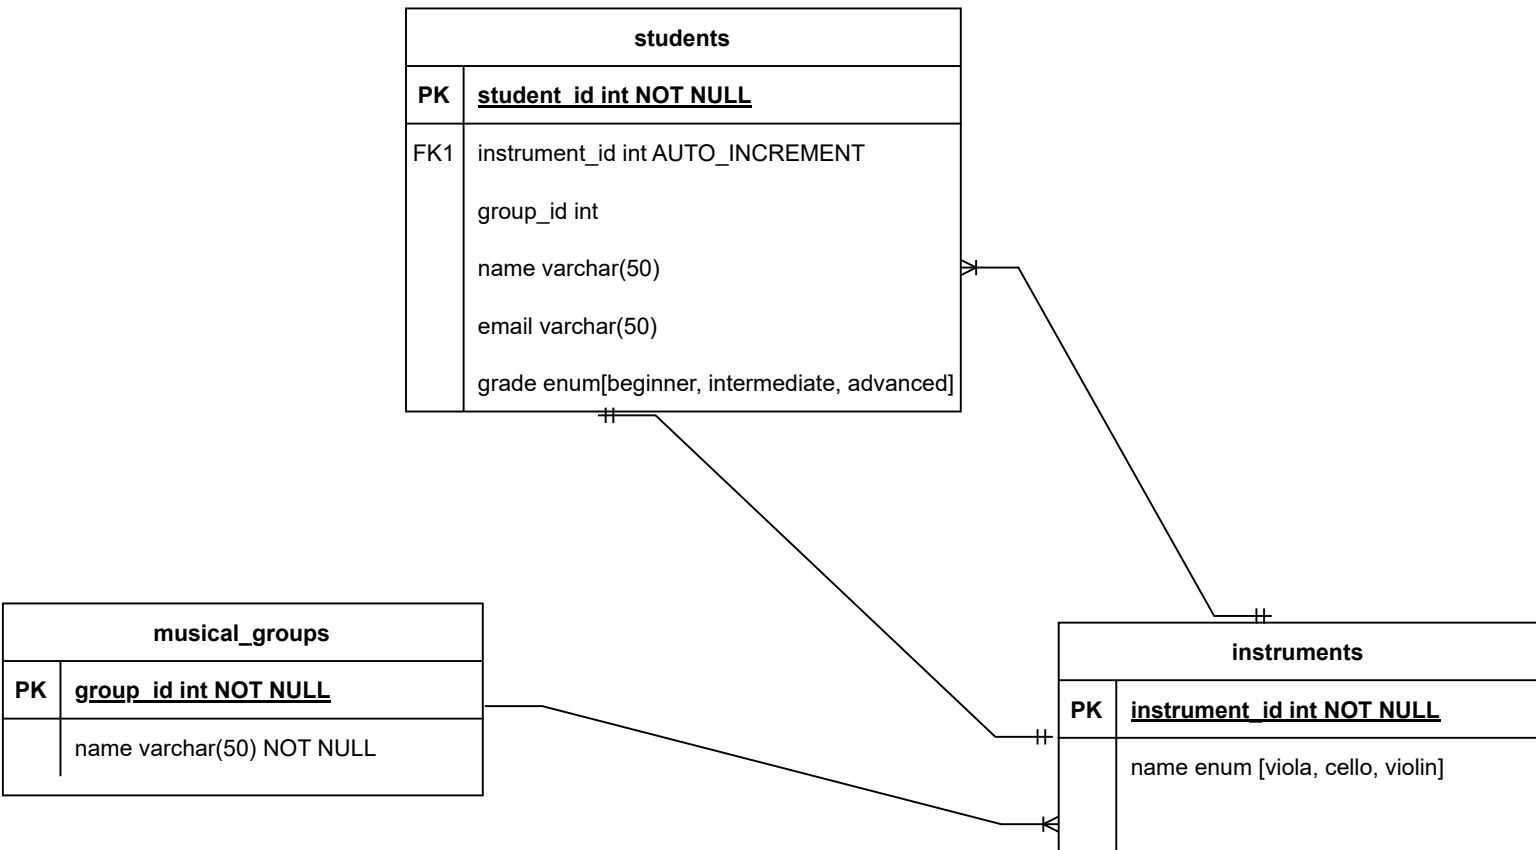 students
PK student_id int NOT NULL
FK1 instrument_id int AUTO_INCREMENT
group_id int
name varchar(50)
email varchar(50)
grade enum[beginner, intermediate, advanced]
musical_groups
PK group_id int NOT NULL
name varchar(50) NOT NULL
instruments
PK instrument_id int NOT NULL
name enum [viola, cello, violin]